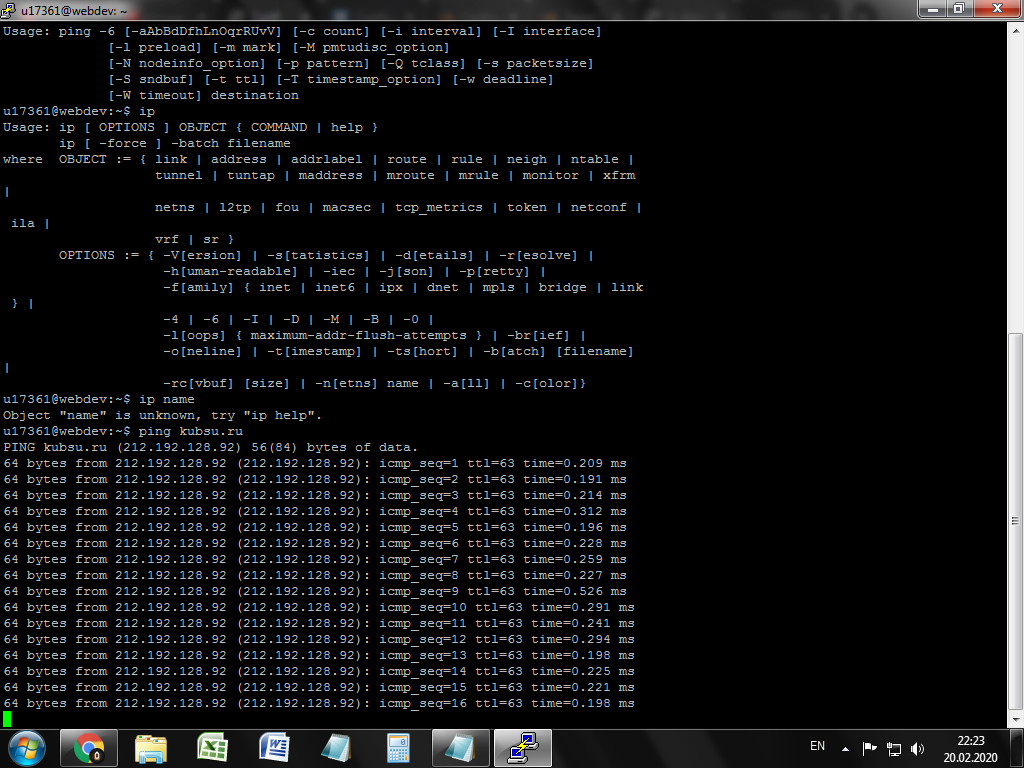 u17361@webdev: ~
Usage: ping -6 [-aAbBdDfhLnOqrRUvV] [-c count] [-i interval] [-I interface]
[-l preload] [-m mark] [-M pmtudisc_option]
[-N nodeinfo_option] [-p pattern] [-Q tclass] [-s packetsize]
[-S sndbuf] [-t ttl] [-T timestamp_option] [-w deadline]
[-W timeout] destination
u17361@webdev:~$ ip
Usage: ip [ OPTIONS ] OBJECT { COMMAND | help }
ip [ -force ] -batch filename
where  OBJECT := { link | address | addrlabel | route | rule | neigh | ntable |
tunnel | tuntap | maddress | mroute | mrule | monitor | xfrm
|
netns | l2tp | fou | macsec | tcp_metrics | token | netconf |
ila |
vrf | sr }
OPTIONS := { -V[ersion] | -s[tatistics] | -d[etails] | -r[esolve] |
-h[uman-readable] | -iec | -j[son] | -p[retty] |
-f[amily] { inet | inet6 | ipx | dnet | mpls | bridge | link
} |
-4 | -6 | -I | -D | -M | -B | -0 |
-l[oops] { maximum-addr-flush-attempts } | -br[ief] |
-o[neline] | -t[imestamp] | -ts[hort] | -b[atch] [filename]
|
-rc[vbuf] [size] | -n[etns] name | -a[ll] | -c[olor]}
u17361@webdev:~$ ip name
Object "name" is unknown, try "ip help".
u17361@webdev:~$ ping kubsu.ru
PING kubsu.ru (212.192.128.92) 56(84) bytes of data.
64 bytes from 212.192.128.92 (212.192.128.92): icmp_seq=1 ttl=63 time=0.209 ms
64 bytes from 212.192.128.92 (212.192.128.92): icmp_seq=2 ttl=63 time=0.191 ms
64 bytes from 212.192.128.92 (212.192.128.92): icmp_seq=3 ttl=63 time=0.214 ms
64 bytes from 212.192.128.92 (212.192.128.92): icmp_seq=4 ttl=63 time=0.312 ms
64 bytes from 212.192.128.92 (212.192.128.92): icmp_seq=5 ttl=63 time=0.196 ms
64 bytes from 212.192.128.92 (212.192.128.92): icmp_seq=6 ttl=63 time=0.228 ms
64 bytes from 212.192.128.92 (212.192.128.92): icmp_seq=7 ttl=63 time=0.259 ms
64 bytes from 212.192.128.92 (212.192.128.92): icmp_seq=8 ttl=63 time=0.227 ms
64 bytes from 212.192.128.92 (212.192.128.92): icmp_seq=9 ttl=63 time=0.526 ms
64 bytes from 212.192.128.92 (212.192.128.92): icmp_seq=10 ttl=63 time=0.291 ms
64 bytes from 212.192.128.92 (212.192.128.92): icmp_seq=11 ttl=63 time=0.241 ms
64 bytes from 212.192.128.92 (212.192.128.92): icmp_seq=12 ttl=63 time=0.294 ms
64 bytes from 212.192.128.92 (212.192.128.92): icmp_seq=13 ttl=63 time=0.198 ms
64 bytes from 212.192.128.92 (212.192.128.92): icmp_seq=14 ttl=63 time=0.225 ms
64 bytes from 212.192.128.92 (212.192.128.92): icmp_seq=15 ttl=63 time=0.221 ms
64 bytes from 212.192.128.92 (212.192.128.92): icmp_seq=16 ttl=63 time=0.198 ms
EN
22:23
20.02.2020